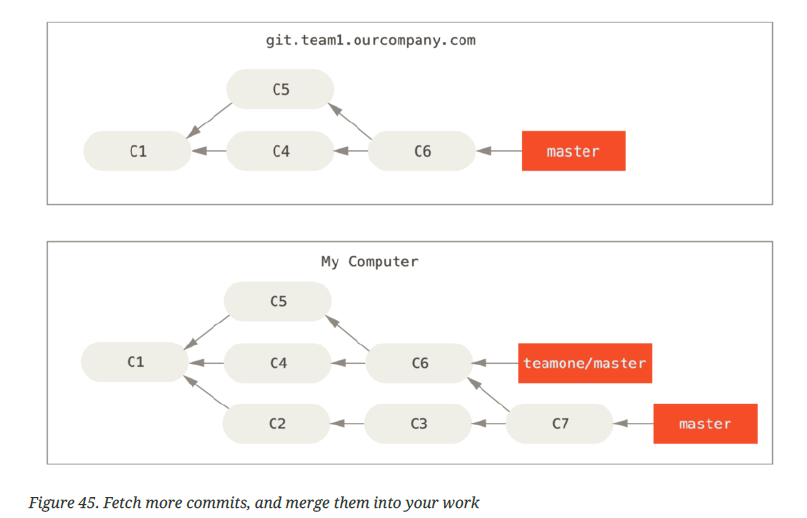 git.team1.ourcompany.com
C5
C1
C4
C6
master
My Computer
C5
C1
C4
C6
teamone/master
C2
C3
C7
master
Figure 45. Fetch more commits, and merge them into your work